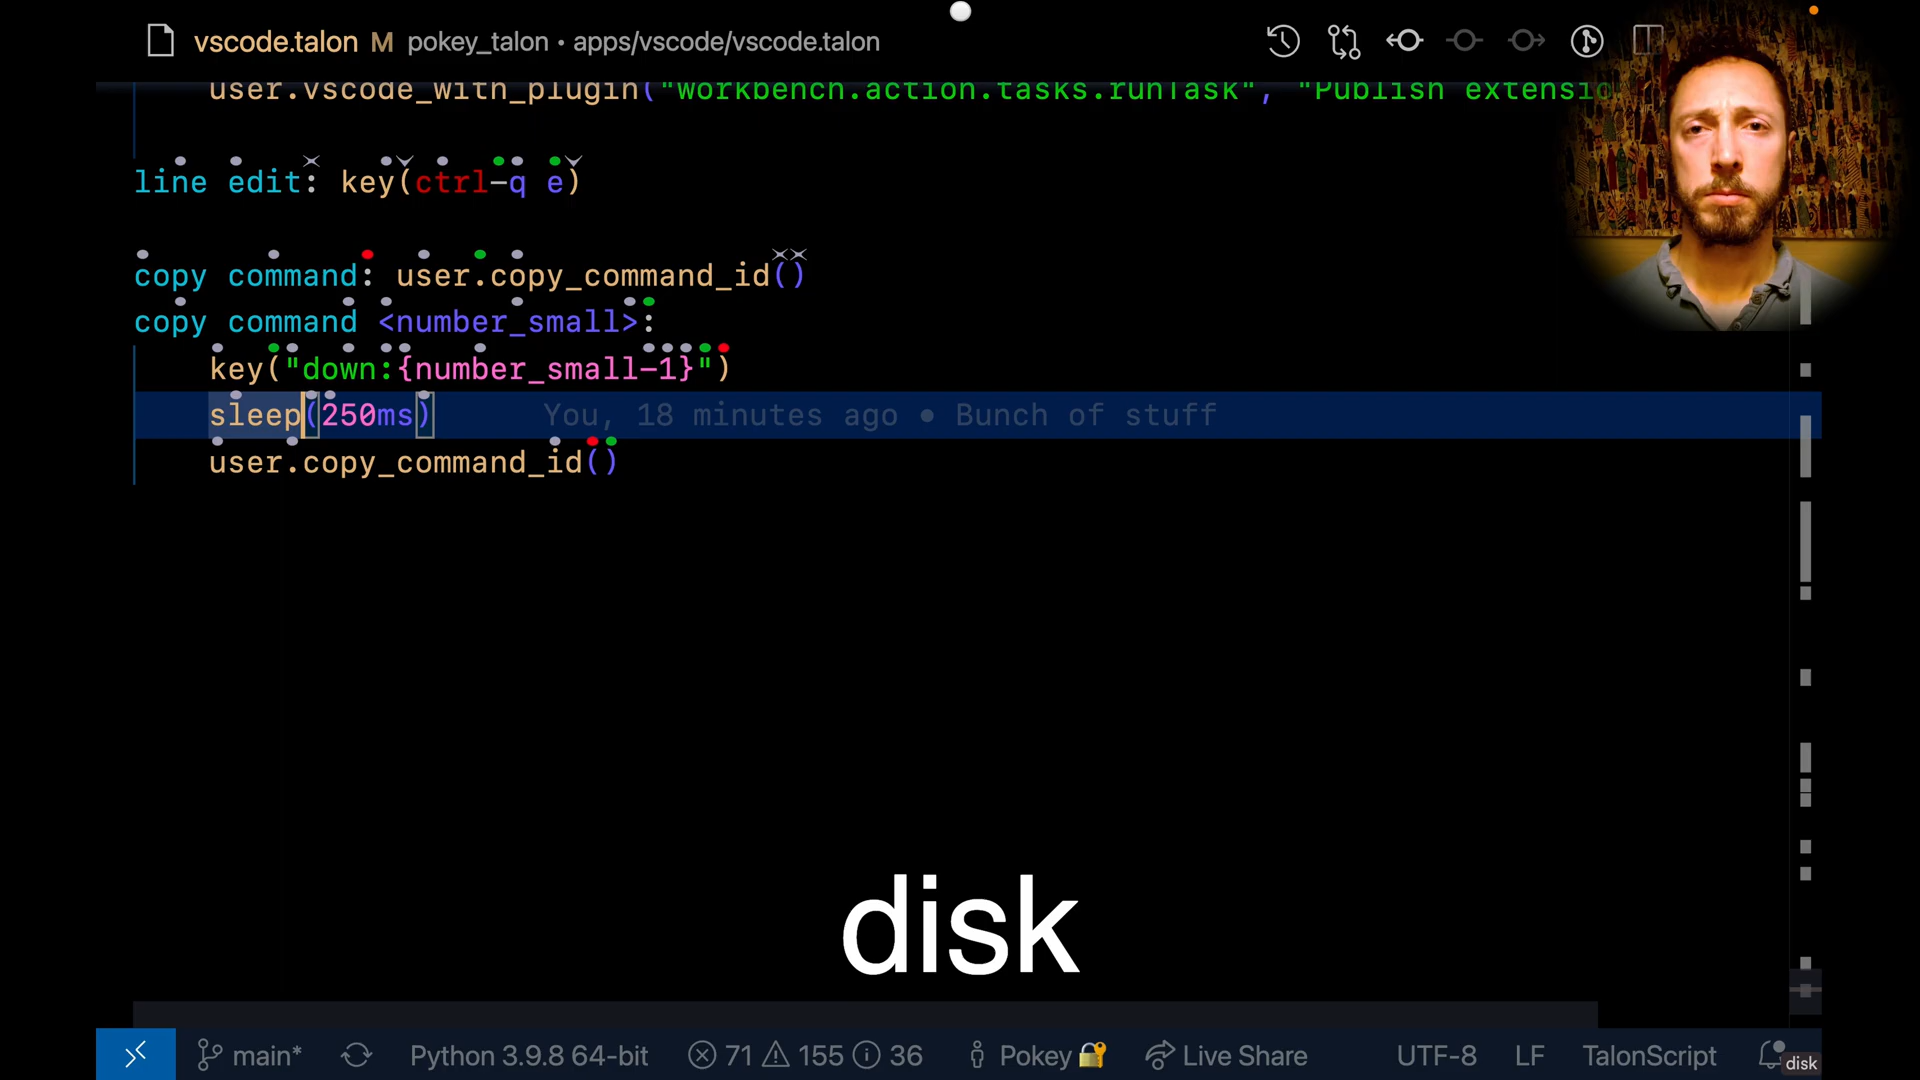 vscode.talon M pokey_talon • apps/vscode/vscode.talon
user.vscode_with_plugin("workbench.action.tasks.runTask", "Publish extensio
line edit: key(ctrl-q e)
copy command: user.copy_command_id()
copy command <number_small>:
key("down:{number_small-1}")
sleep(250ms) You, 18 minutes ago • Bunch of stuff
user.copy_command_id()
disk
main* Python 3.9.8 64-bit 71 155 36 Pokey Live Share UTF-8 LF TalonScript disk